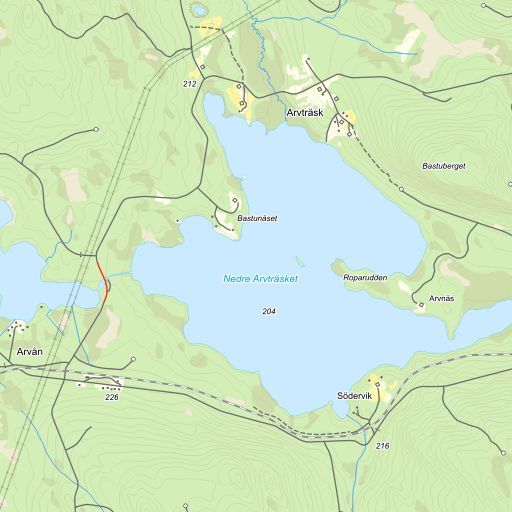 212
Arvträsk
Bastuberget
Bastunäset
Nedre Arvträsket
Roparudden
Arvnäs
204
Arvån
Södervik
226
216